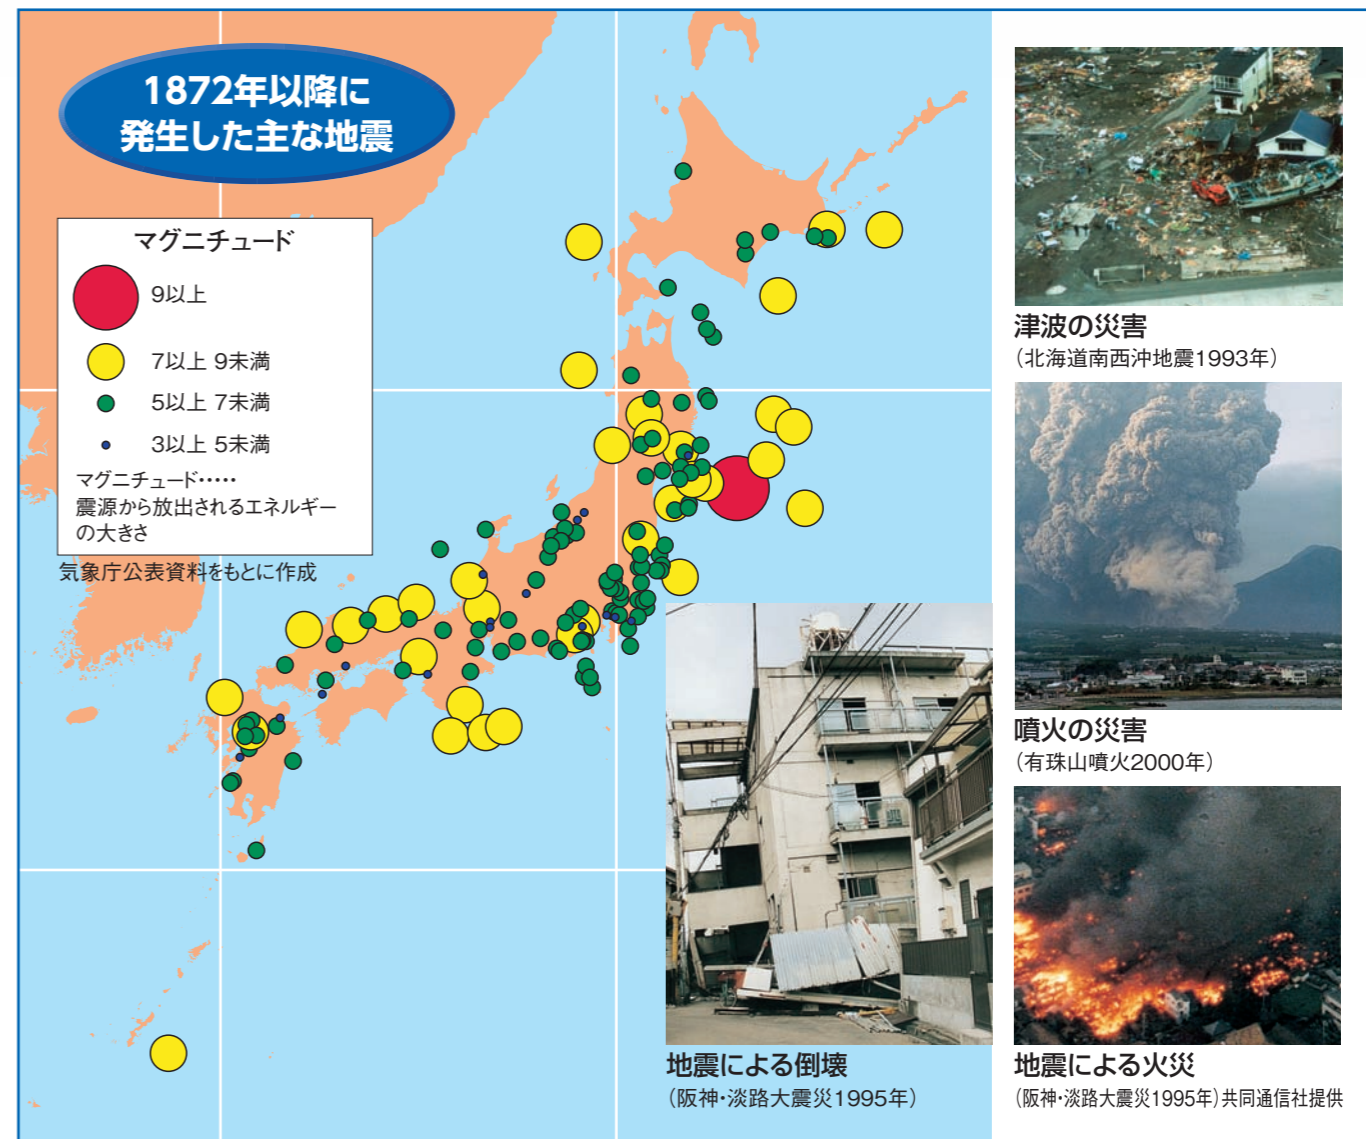 1872年以降に
発生した主な地震
マグニチュード
9以上
7以上 9未満
5以上 7未満
3以上 5未満
マグニチュード・・・・・
震源から放出されるエネルギー
の大きさ
気象庁公表資料をもとに作成
津波の災害
(北海道南西沖地震1993年)
噴火の災害
(有珠山噴火2000年)
地震による倒壊
(阪神・淡路大震災1995年)
地震による火災
(阪神・淡路大震災1995年)共同通信社提供